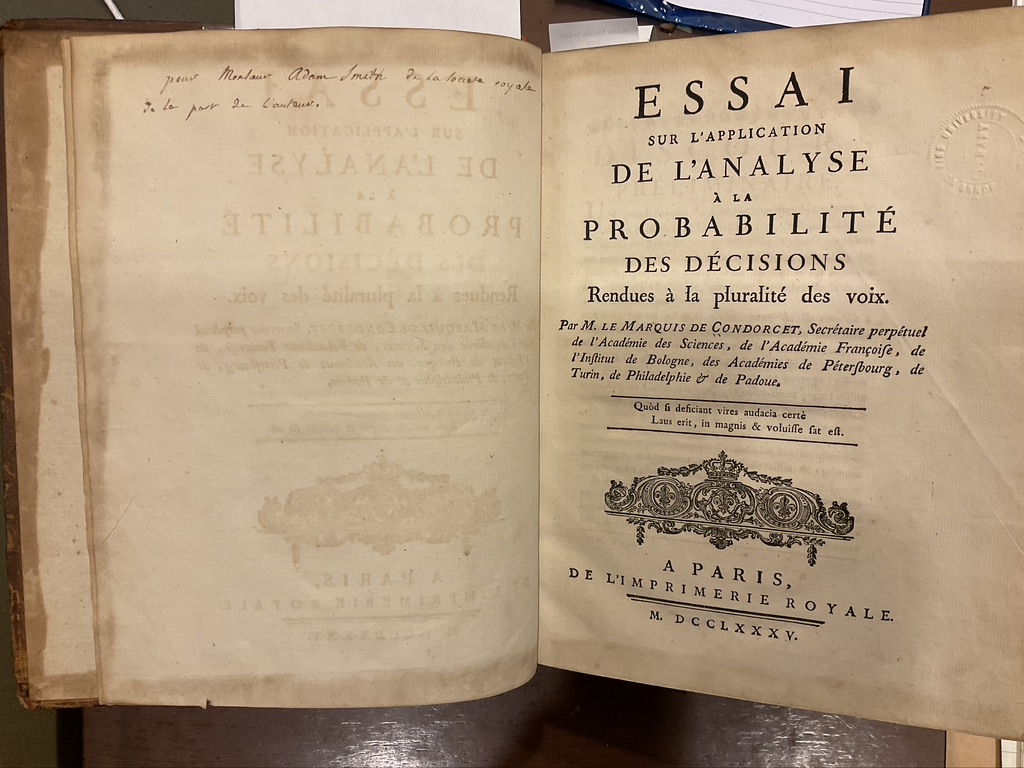 pour Monsieur Adam Smith de la societé royale
de la part de L'auteur.
ESSAI
SUR L'APPLICATION
DE L'ANALYSE
À LA
PROBABILITÉ
DES DÉCISIONS
Rendues à la pluralité des voix.
Par M. LE MARQUIS DE CONDORCET, Secrétaire perpétuel
de l'Académie des Sciences, de l'Académie Françoiſe, de
l'Inſtitut de Bologne, des Académies de Péterſbourg, de
Turin, de Philadelphie & de Padoue.
Quòd ſi deficiant vires audacia certè
Laus erit, in magnis & voluiſſe ſat eſt.
A PARIS,
DE L'IMPRIMERIE ROYALE.
M. DCCLXXXV.